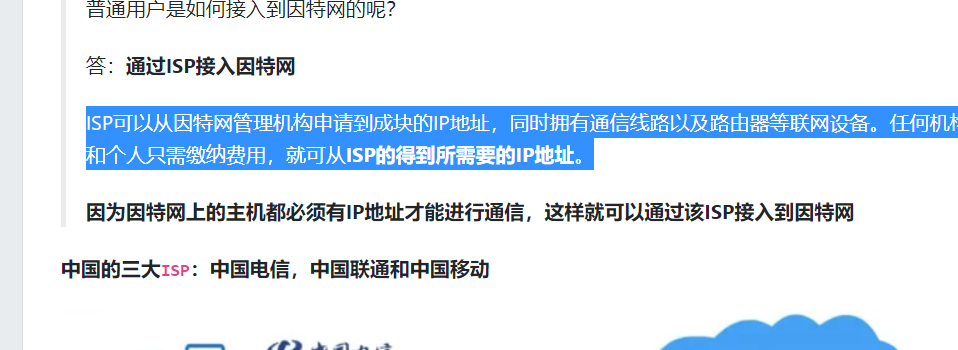 普通用户是如何接入到因特网的呢？
答：通过ISP接入因特网
ISP可以从因特网管理机构申请到成块的IP地址，同时拥有通信线路以及路由器等联网设备。任何机构
和个人只需缴纳费用，就可从ISP的得到所需要的IP地址。
因为因特网上的主机都必须有IP地址才能进行通信，这样就可以通过该ISP接入到因特网
中国的三大ISP：中国电信，中国联通和中国移动